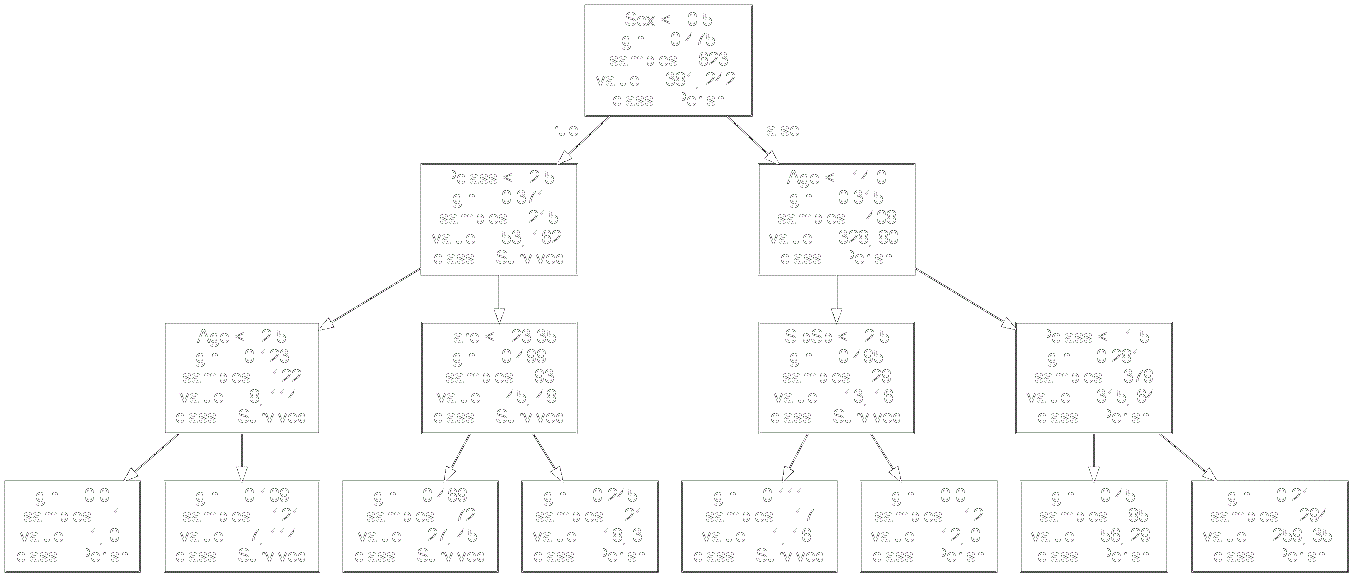 Sex <= 0.5
gini = 0.475
samples = 623
value = [381, 242]
class = Perish
True
False
Pclass <= 2.5
gini = 0.371
samples = 215
value = [53, 162]
class = Survived
Age <= 14.0
gini = 0.315
samples = 408
value = [328, 80]
class = Perish
Age <= 2.5
gini = 0.123
samples = 122
value = [8, 114]
class = Survived
Fare <= 23.35
gini = 0.499
samples = 93
value = [45, 48]
class = Survived
SibSp <= 2.5
gini = 0.495
samples = 29
value = [13, 16]
class = Survived
Pclass <= 1.5
gini = 0.281
samples = 379
value = [315, 64]
class = Perish
gini = 0.0
samples = 1
value = [1, 0]
class = Perish
gini = 0.109
samples = 121
value = [7, 114]
class = Survived
gini = 0.469
samples = 72
value = [27, 45]
class = Survived
gini = 0.245
samples = 21
value = [18, 3]
class = Perish
gini = 0.111
samples = 17
value = [1, 16]
class = Survived
gini = 0.0
samples = 12
value = [12, 0]
class = Perish
gini = 0.45
samples = 85
value = [56, 29]
class = Perish
gini = 0.21
samples = 294
value = [259, 35]
class = Perish